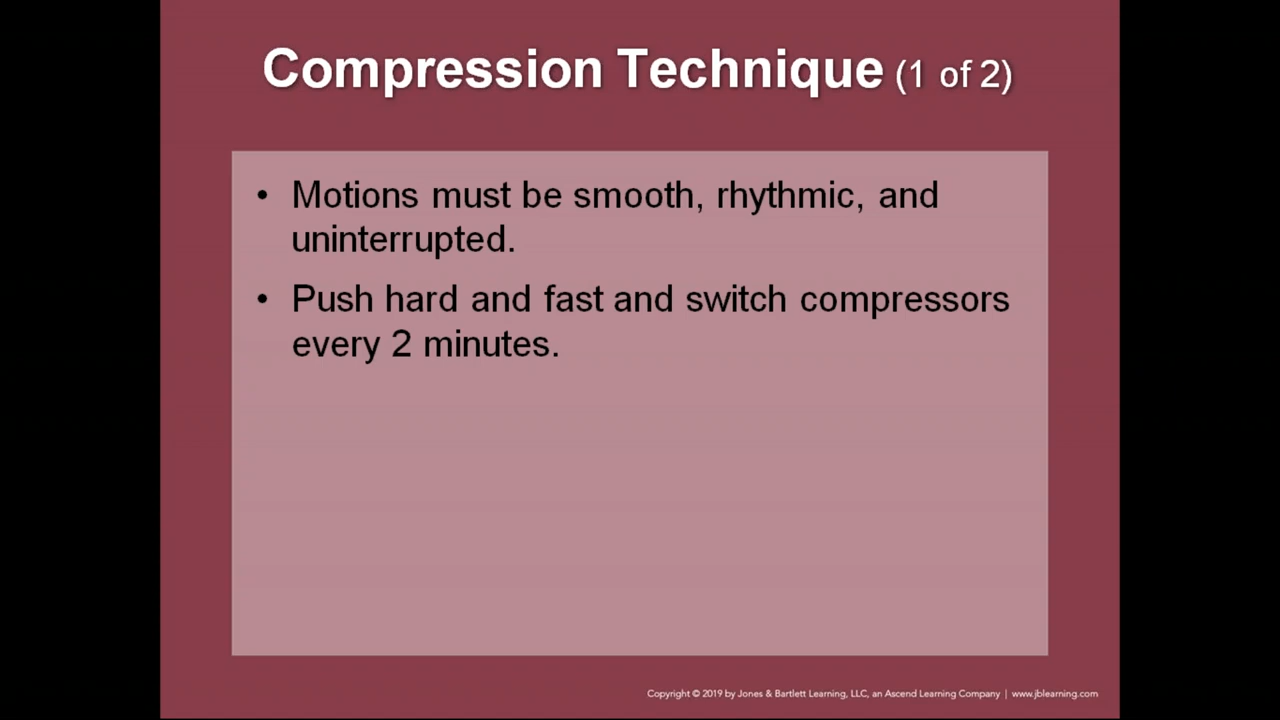 Compression Technique (1 of 2)
• Motions must be smooth, rhythmic, and
uninterrupted.
• Push hard and fast and switch compressors
every 2 minutes.
Copyright © 2019 by Jones & Bartlett Learning, LLC, an Ascend Learning Company | www.jblearning.com